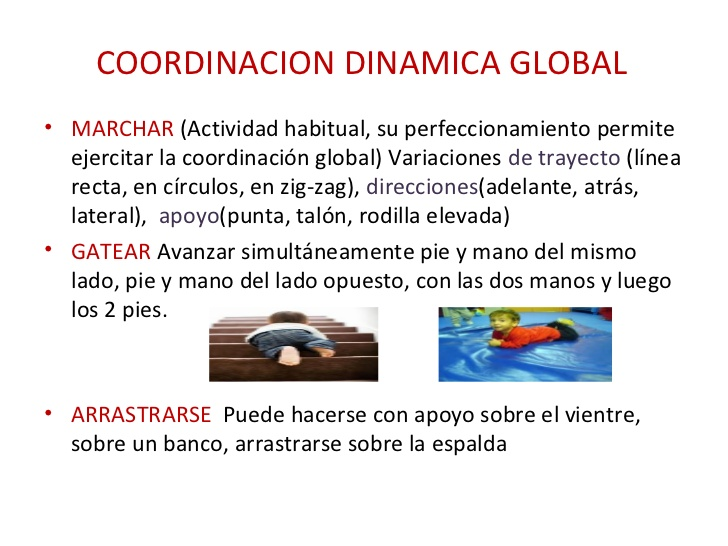 COORDINACION DINAMICA GLOBAL
• MARCHAR (Actividad habitual, su perfeccionamiento permite
ejercitar la coordinación global) Variaciones de trayecto (línea
recta, en círculos, en zig-zag), direcciones(adelante, atrás,
lateral),  apoyo(punta, talón, rodilla elevada)
• GATEAR Avanzar simultáneamente pie y mano del mismo
lado, pie y mano del lado opuesto, con las dos manos y luego
los 2 pies.
• ARRASTRARSE  Puede hacerse con apoyo sobre el vientre,
sobre un banco, arrastrarse sobre la espalda